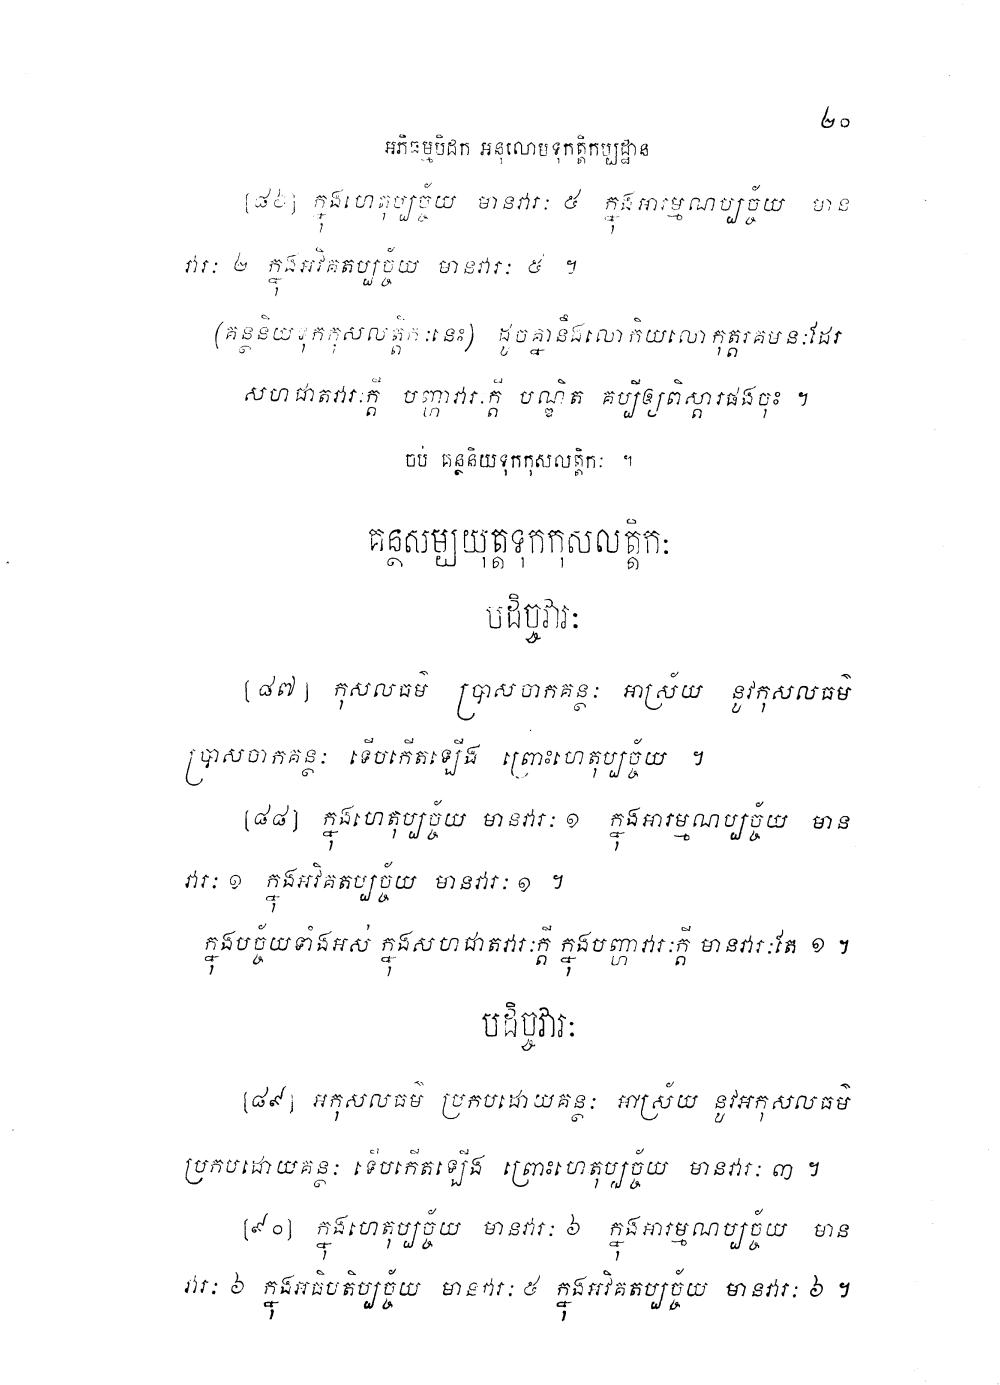 ២០
អភិធម្មបិដក អនុលោមទុកត្តិកប្បដ្ឋាន
[៨៦] ក្នុងហេតុប្បច្ច័យ មានវារៈ ៥ ក្នុងអារម្មណប្បច្ច័យ មាន
វារៈ ២ ក្នុងអវិគតប្បច្ច័យ មានវារៈ ៥ ។
(គន្ថនិយទុកកុសលត្តិកៈនេះ) ដូចគ្នានឹងលោកិយលោកុត្តរគមនៈដែរ
សហជាតវារៈក្តី បញ្ហាវារៈក្តី បណ្ឌិត គប្បីឲ្យពិស្តារផងចុះ ។
ចប់ គន្ថនិយទុកកុសលត្តិកៈ ។
គន្ថសម្បយុត្តទុកកុសលត្តិកៈ
បដិច្ចវារៈ
[៨៧] កុសលធម៌ ប្រាសចាកគន្ថៈ អាស្រ័យ នូវកុសលធម៌
ប្រាសចាកគន្ថៈ ទើបកើតឡើង ព្រោះហេតុប្បច្ច័យ ។
[៨៨] ក្នុងហេតុប្បច្ច័យ មានវារៈ ១ ក្នុងអារម្មណប្បច្ច័យ មាន
វារៈ ១ ក្នុងអវិគតប្បច្ច័យ មានវារៈ ១ ។
ក្នុងបច្ច័យទាំងអស់ ក្នុងសហជាតវារៈក្តី ក្នុងបញ្ហាវារៈក្តី មានវារៈតែ ១ ។
បដិច្ចវារៈ
[៨៩] អកុសលធម៌ ប្រកបដោយគន្ថៈ អាស្រ័យ នូវអកុសលធម៌
ប្រកបដោយគន្ថៈ ទើបកើតឡើង ព្រោះហេតុប្បច្ច័យ មានវារៈ ៣ ។
[៩០] ក្នុងហេតុប្បច្ច័យ មានវារៈ ៦ ក្នុងអារម្មណប្បច្ច័យ មាន
វារៈ ៦ ក្នុងអធិបតិប្បច្ច័យ មានវារៈ ៥ ក្នុងអវិគតប្បច្ច័យ មានវារៈ ៦ ។